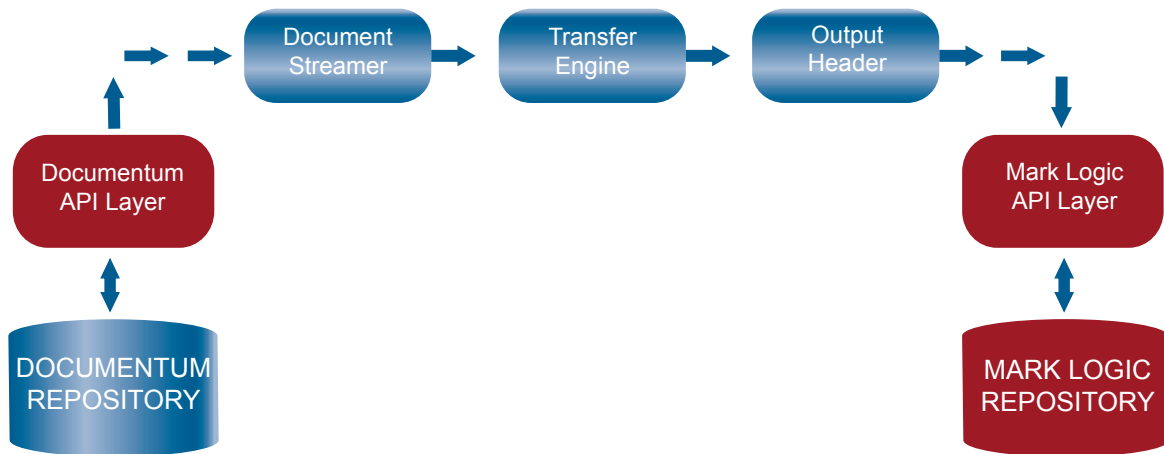 Document
Streamer
Transfer
Engine
Output
Header
Documentum
API Layer
Mark Logic
API Layer
DOCUMENTUM
REPOSITORY
MARK LOGIC
REPOSITORY